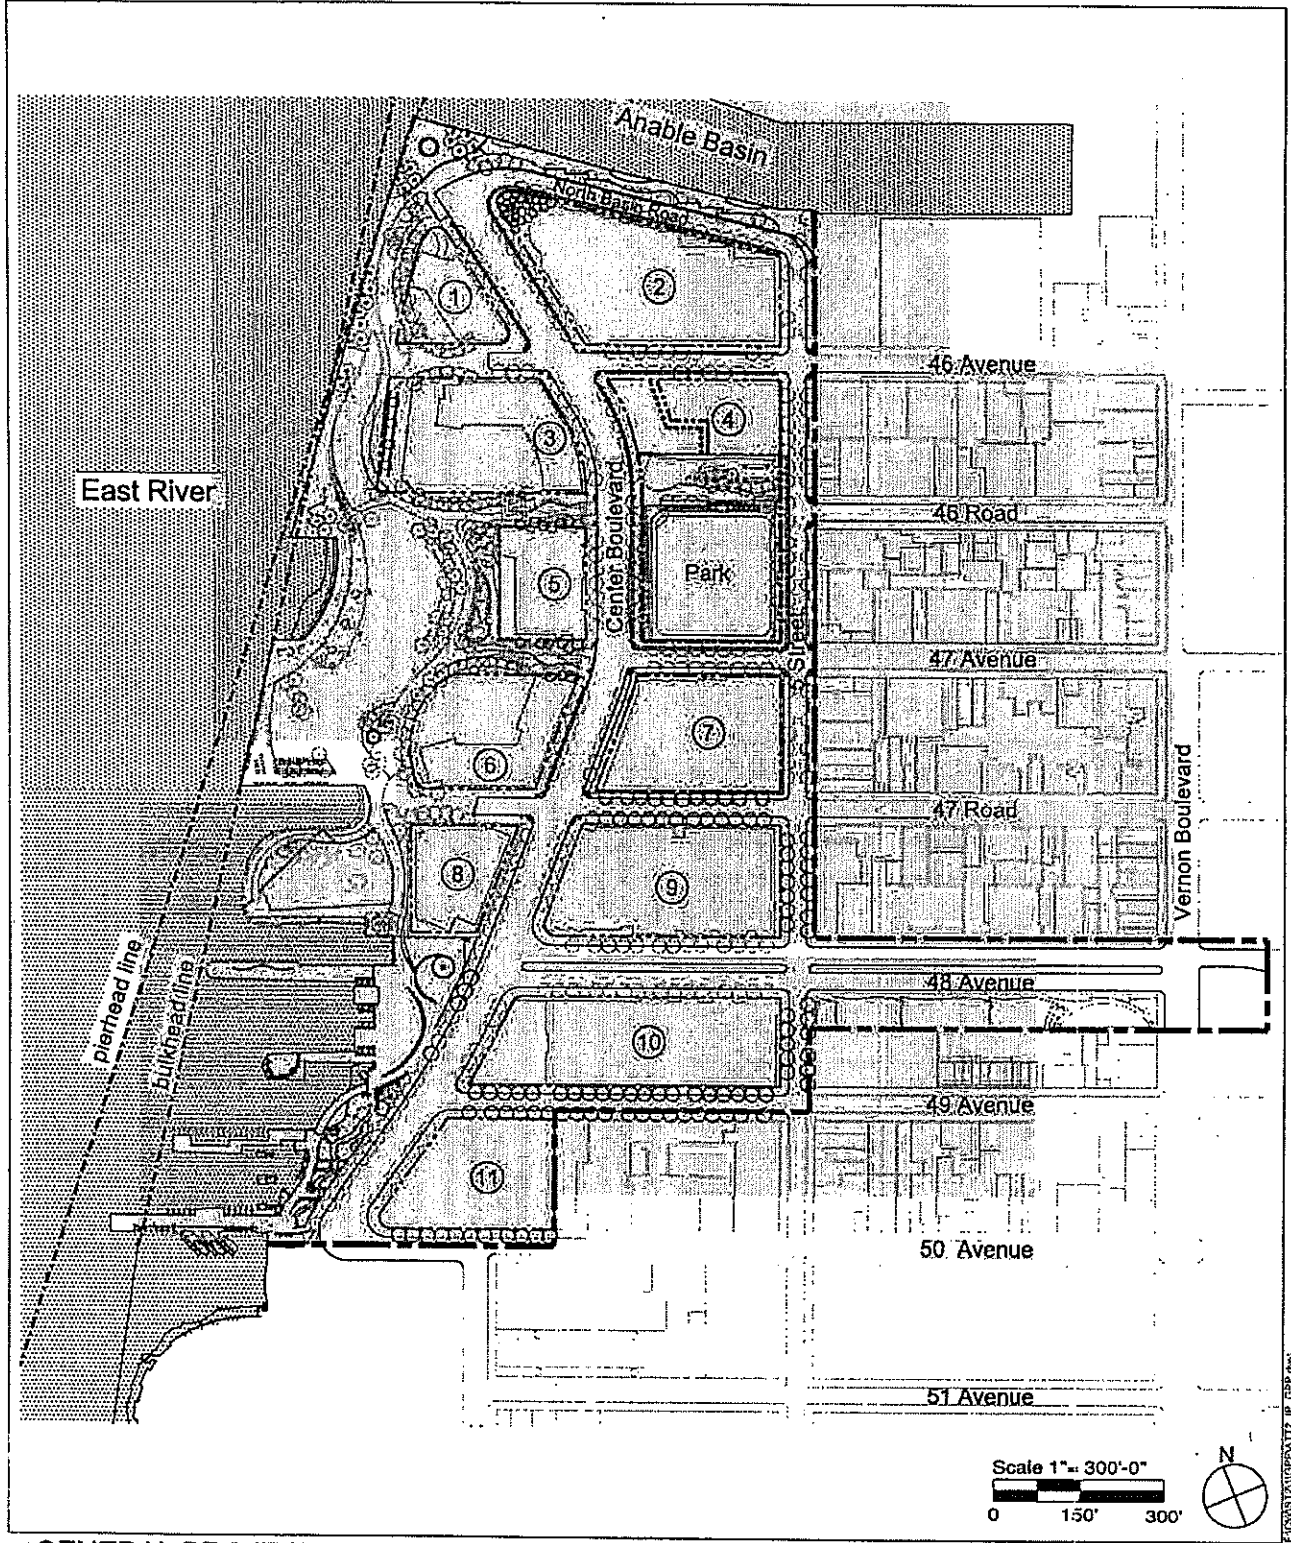 Anable Basin
North Basin Road
1
2
46 Avenue
4
3
East River
Center Boulevard
46 Road
5
Park
Street
47 Avenue
7
6
Vernon Boulevard
47 Road
8
9
pierhead line
bulkhead line
48 Avenue
10
49 Avenue
11
50 Avenue
51 Avenue
N
Scale 1"= 300'-0"
0 150' 300'